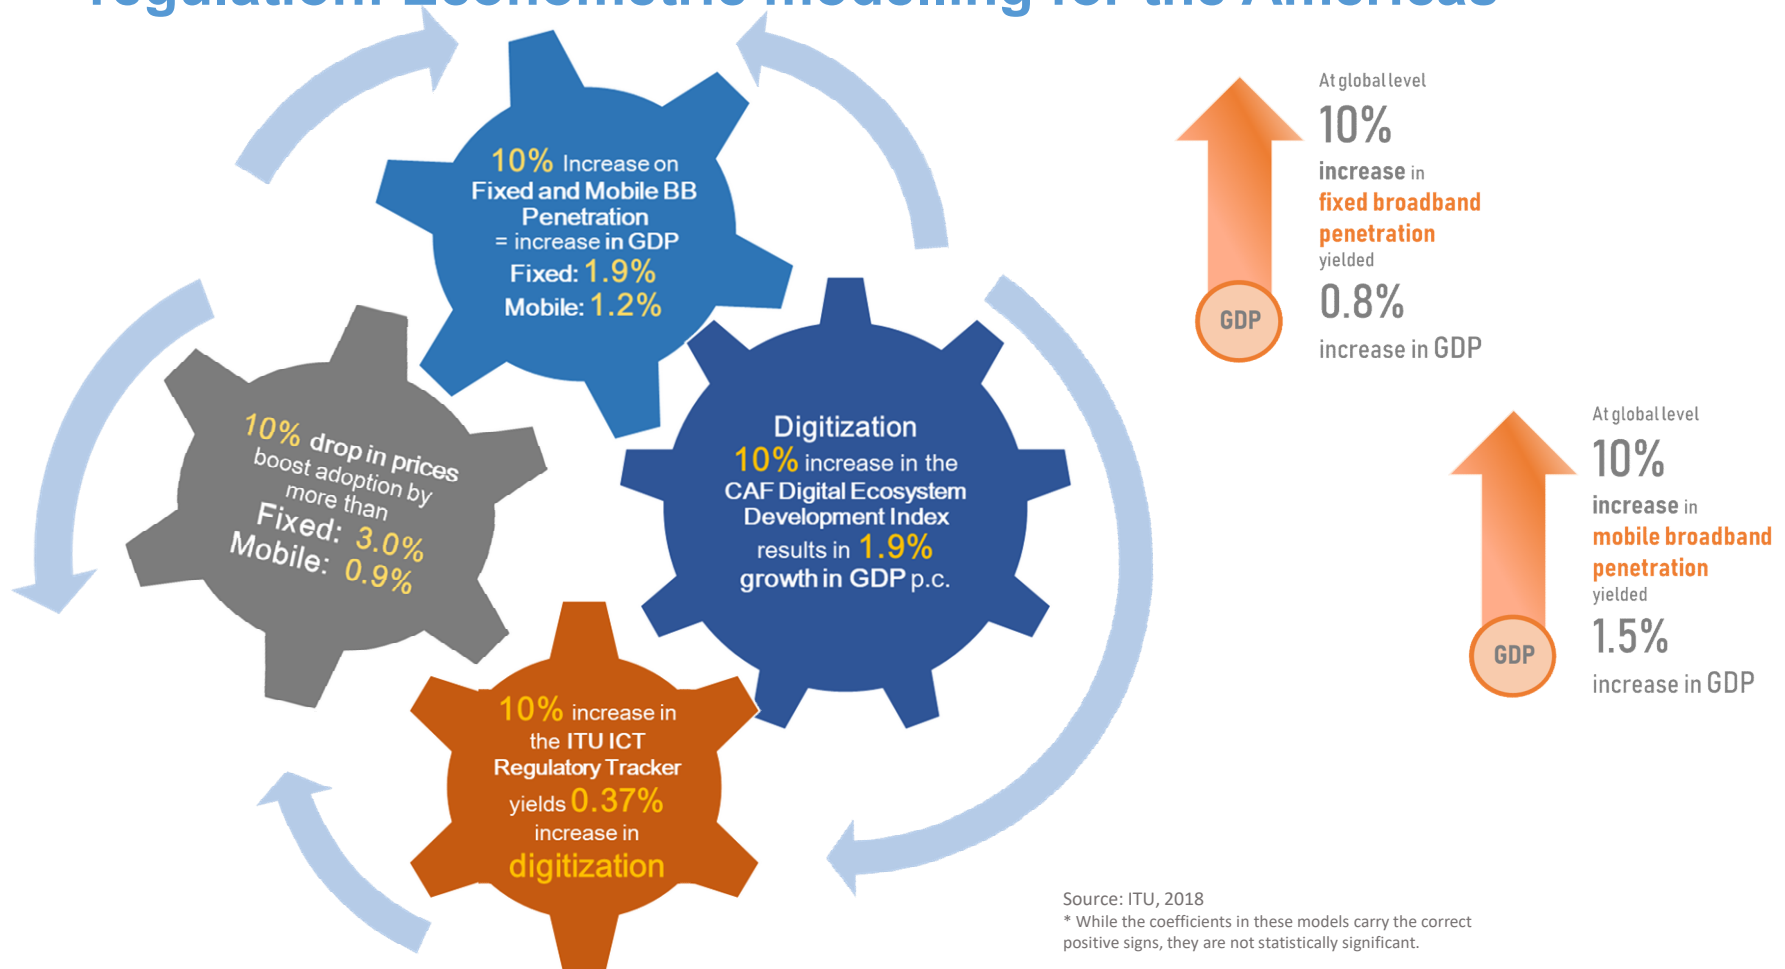 regulation: Econometric modelling for the Americas
10% Increase on
Fixed and Mobile BB
Penetration
= increase in GDP
Fixed: 1.9%
Mobile: 1.2%
10% drop in prices
boost adoption by
more than
Fixed: 3.0%
Mobile: 0.9%
Digitization
10% increase in the
CAF Digital Ecosystem
Development Index
results in 1.9%
growth in GDP p.c.
10% increase in
the ITU ICT
Regulatory Tracker
yields 0.37%
increase in
digitization
At global level
10%
increase in
fixed broadband
penetration
yielded
0.8%
increase in GDP
GDP
At global level
10%
increase in
mobile broadband
penetration
yielded
1.5%
increase in GDP
GDP
Source: ITU, 2018
* While the coefficients in these models carry the correct
positive signs, they are not statistically significant.